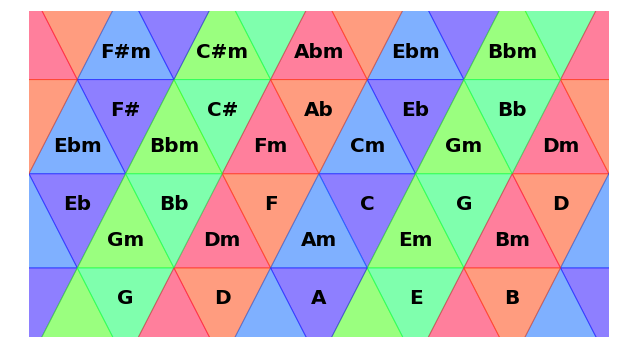 F#m C#m Abm Ebm Bbm
F# C# Ab Eb Bb
Ebm Bbm Fm Cm Gm Dm
Eb Bb F C G D
Gm Dm Am Em Bm
G D A E B